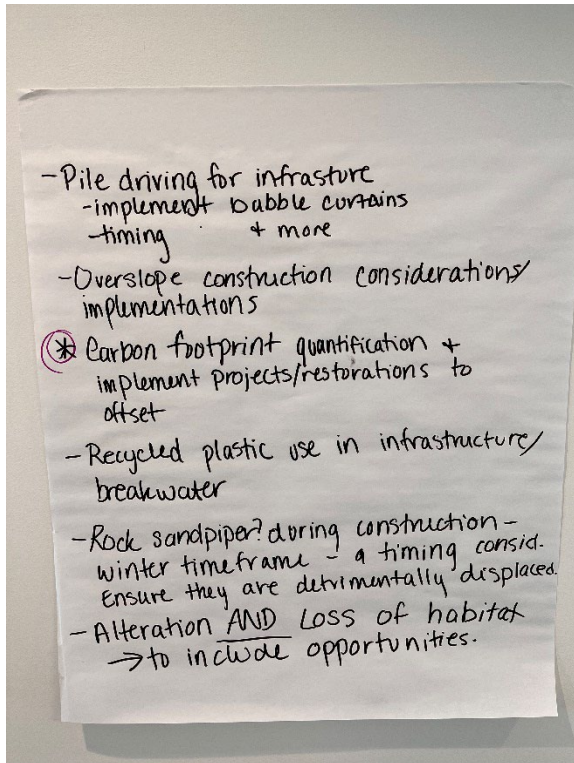 - Pile driving for infrasture
- implement babble curtains
- timing + more
- Overslope construction considerations/
implementations
* Carbon footprint quantification +
implement projects/restorations to
offset
- Recycled plastic use in infrastructure/
breakwater
- Rock sandpiper? during construction -
winter timeframe - a timing consid.
Ensure they are detrimentally displaced.
- Alteration AND Loss of habitat
→ to include opportunities.